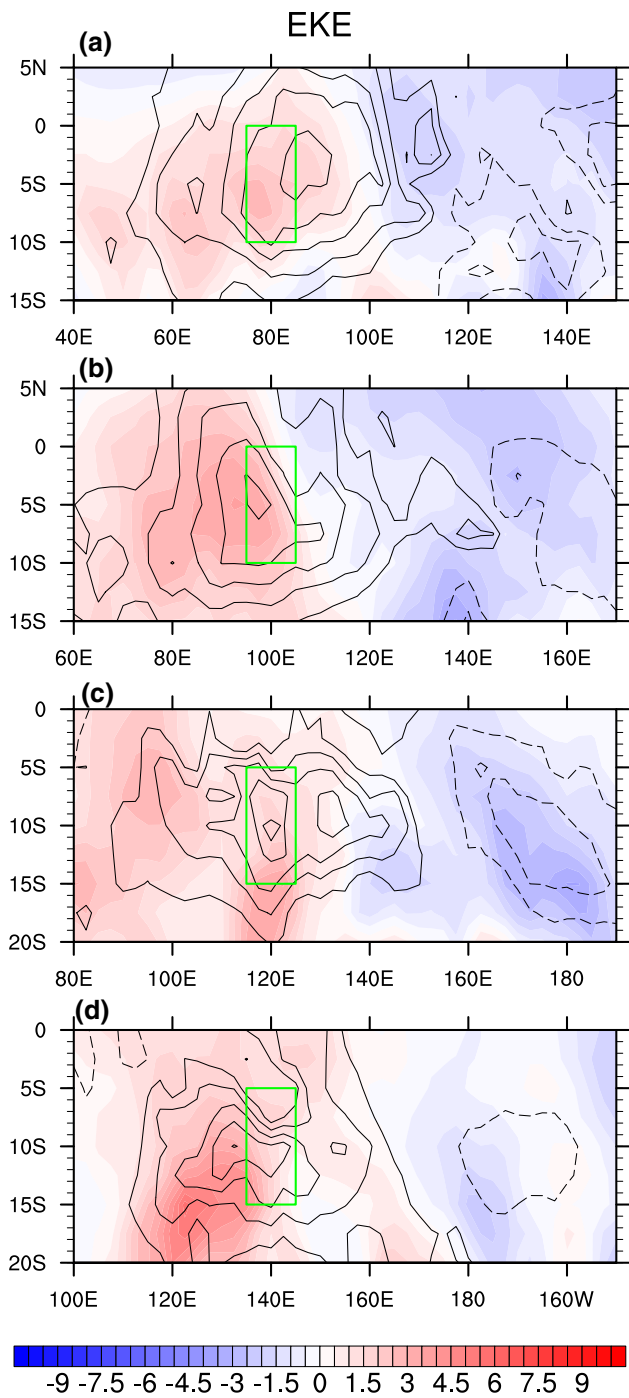 EKE
(a)
5N
0
5S
10S
15S
40E 60E 80E 100E 120E 140E
(b)
5N
0
5S
10S
15S
60E 80E 100E 120E 140E 160E
(c)
0
5S
10S
15S
20S
80E 100E 120E 140E 160E 180
(d)
0
5S
10S
15S
20S
100E 120E 140E 160E 180 160W
-9 -7.5 -6 -4.5 -3 -1.5 0 1.5 3 4.5 6 7.5 9